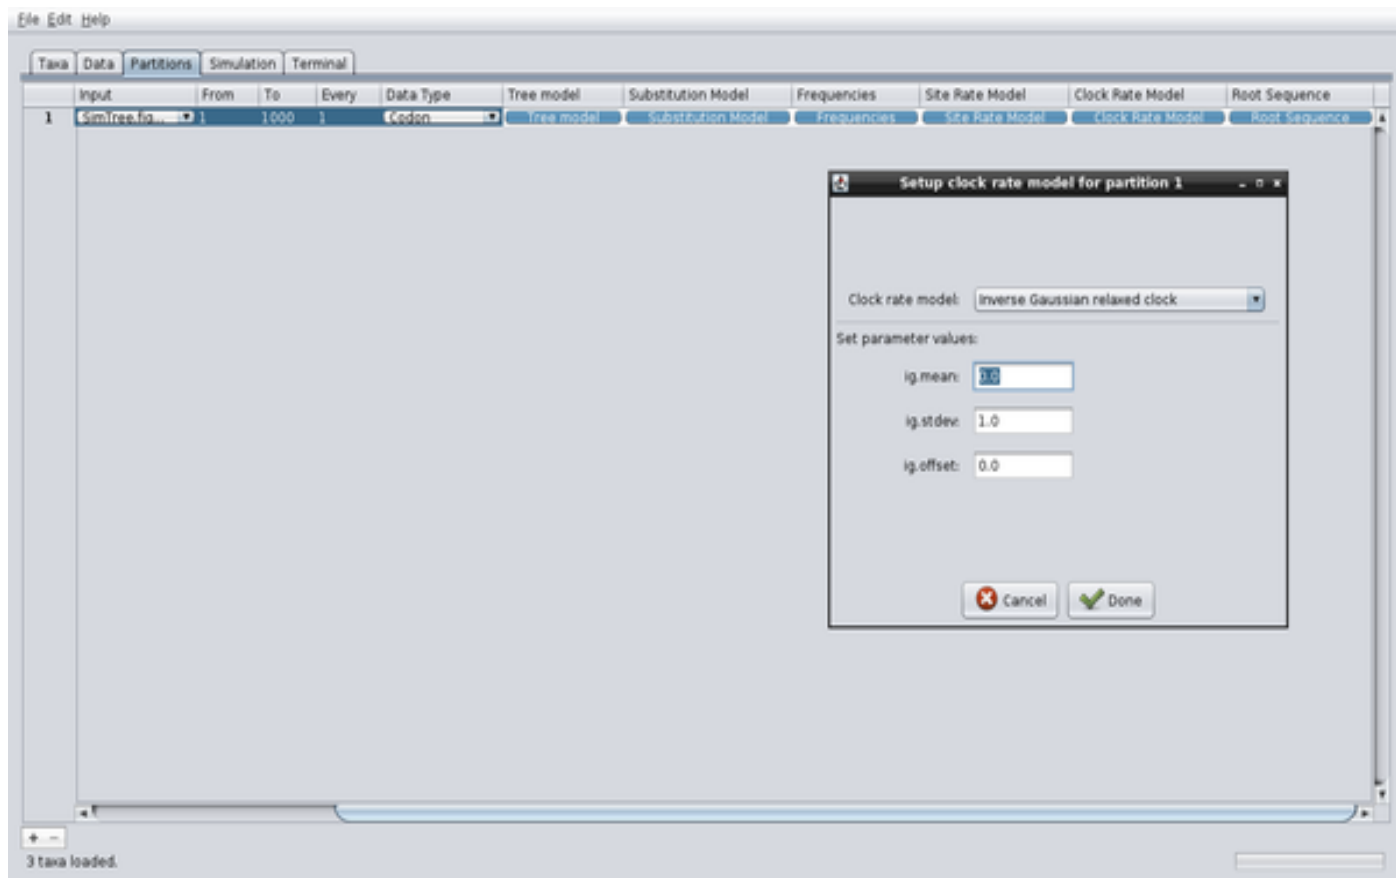 File Edit Help
Taxa Data Partitions Simulation Terminal
Input From To Every Data Type Tree model Substitution Model Frequencies Site Rate Model Clock Rate Model Root Sequence
1 SimTree.fig... 1 1000 1 Codon Tree model Substitution Model Frequencies Site Rate Model Clock Rate Model Root Sequence
Setup clock rate model for partition 1
Clock rate model: Inverse Gaussian relaxed clock
Set parameter values:
ig.mean: 0.0
ig.stdev: 1.0
ig.offset: 0.0
Cancel Done
+ -
3 taxa loaded.